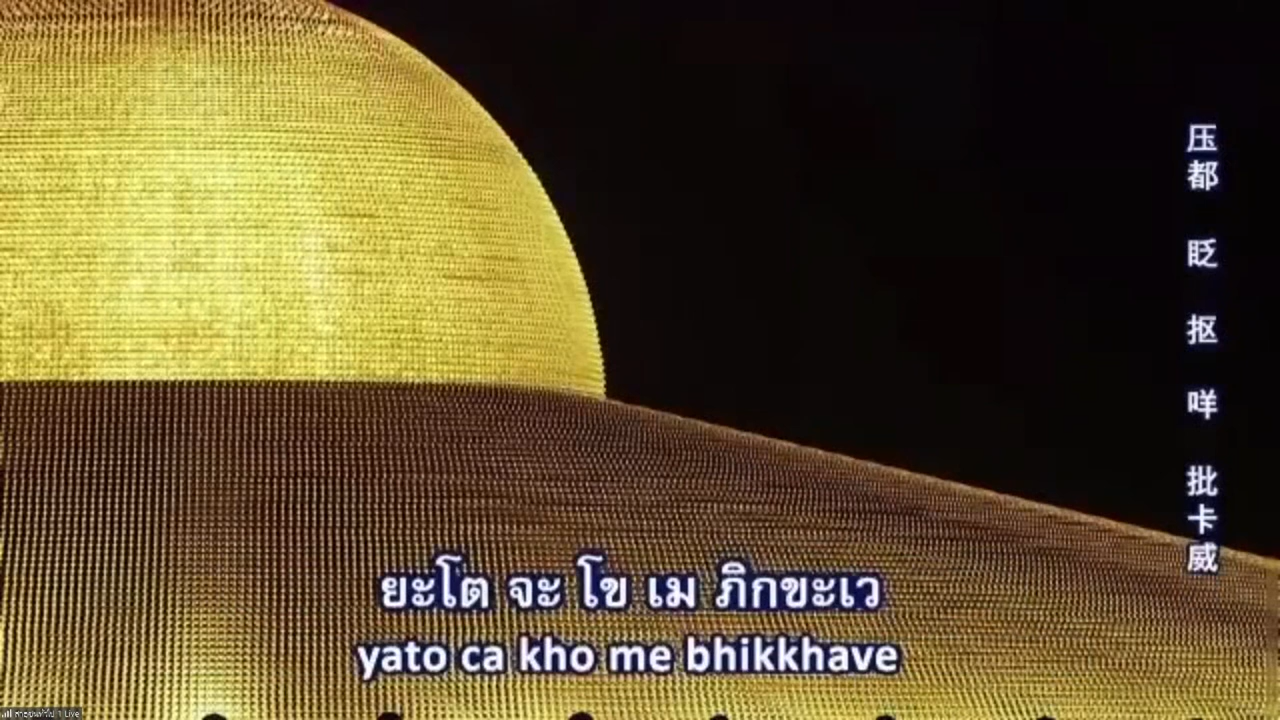 压都 眨 抠 咩 批卡威
ยะโต จะ โข เม ภิกขะเว
yato ca kho me bhikkhave